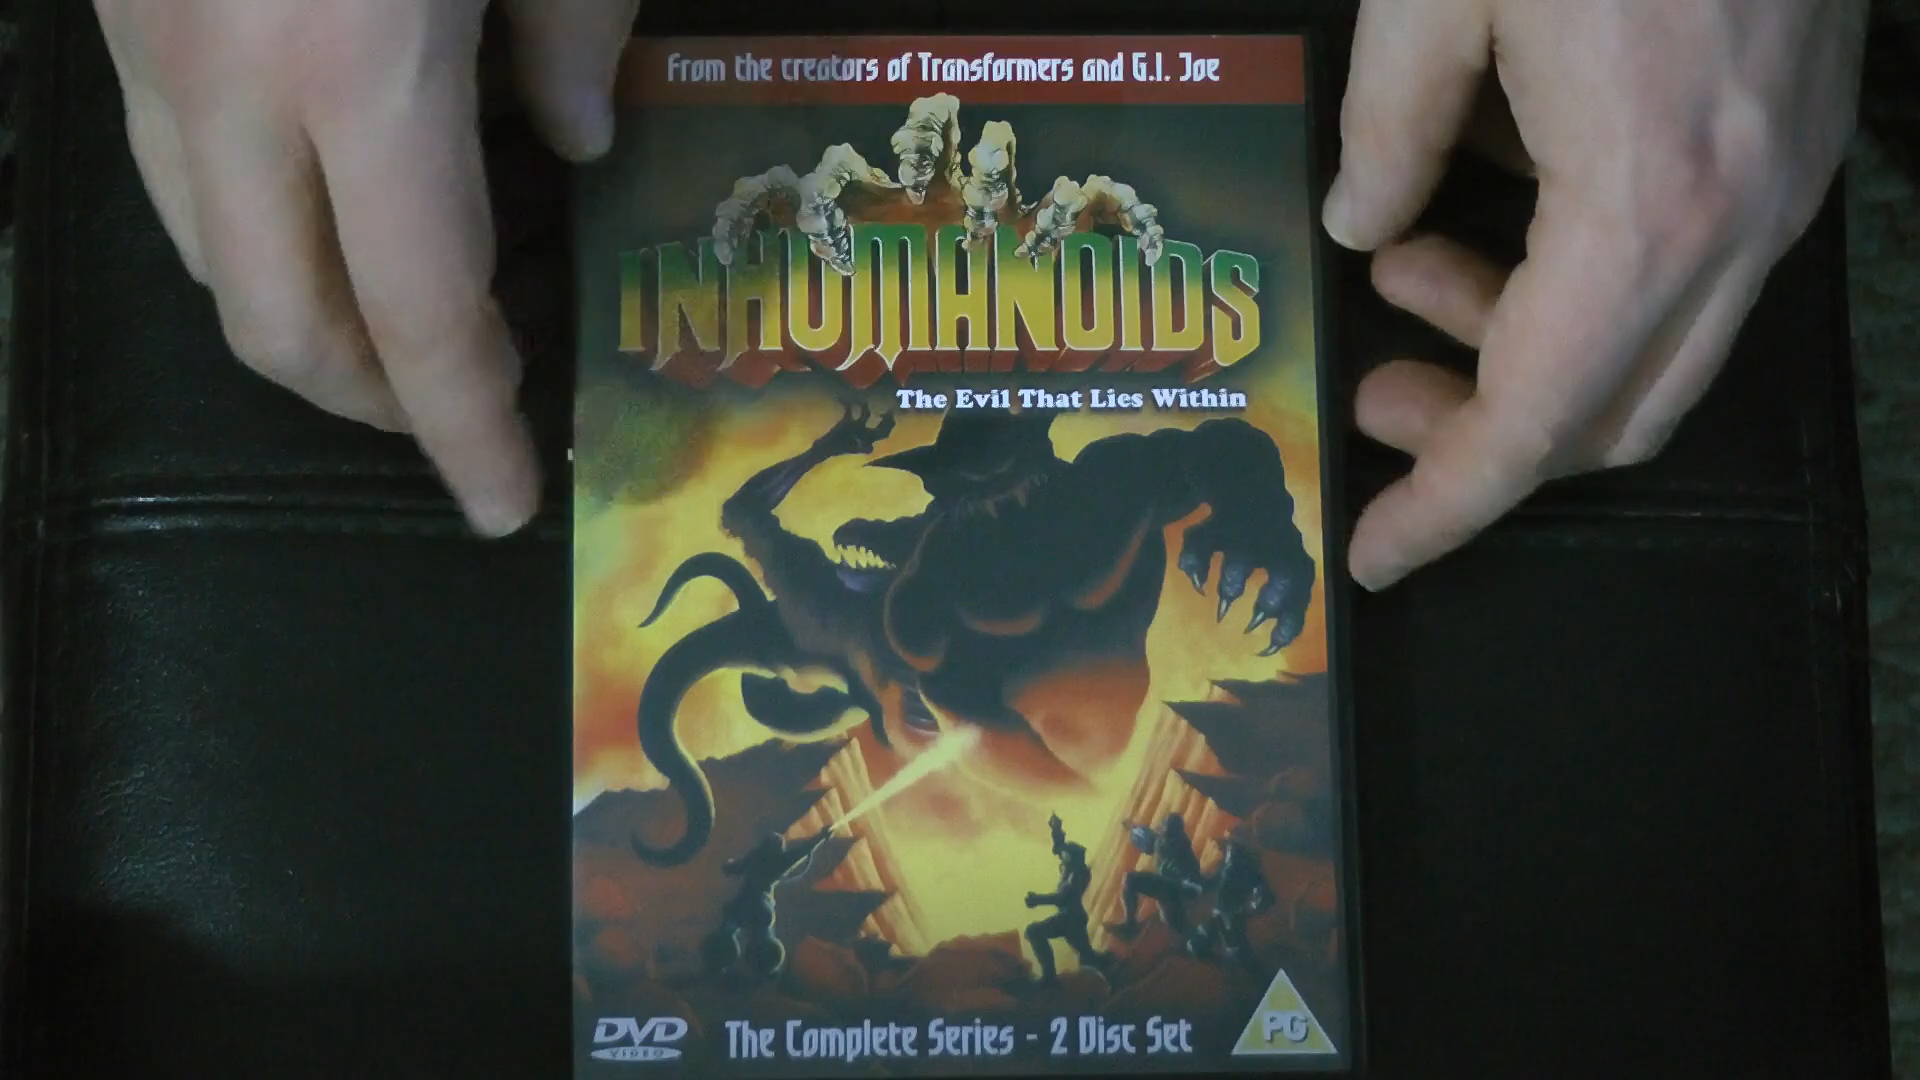 From the creators of Transformers and G.I. Joe
INHUMANOIDS
The Evil That Lies Within
DVD
VIDEO
The Complete Series - 2 Disc Set
PG